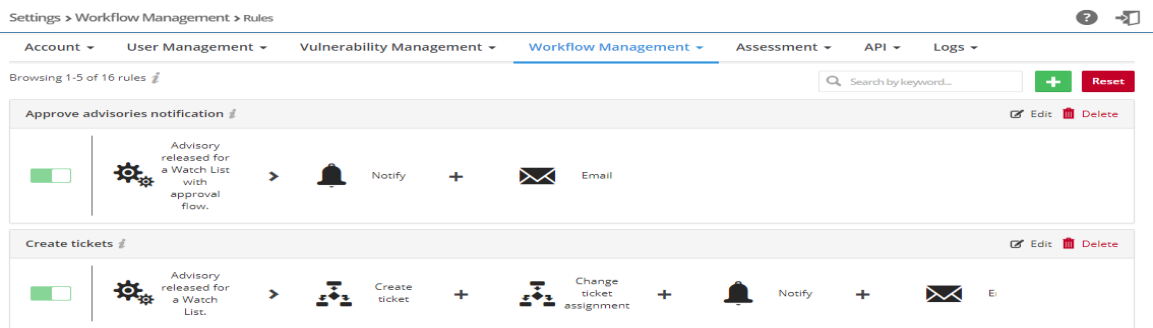 Settings > Workflow Management > Rules
Account User Management Vulnerability Management Workflow Management Assessment API Logs
Browsing 1-5 of 16 rules
Search by keyword...
Reset
Approve advisories notification
Edit Delete
Advisory
released for
a Watch List
with
approval
flow.
Notify
Email
Create tickets
Edit Delete
Advisory
released for
a Watch
List.
Create
ticket
Change
ticket
assignment
Notify